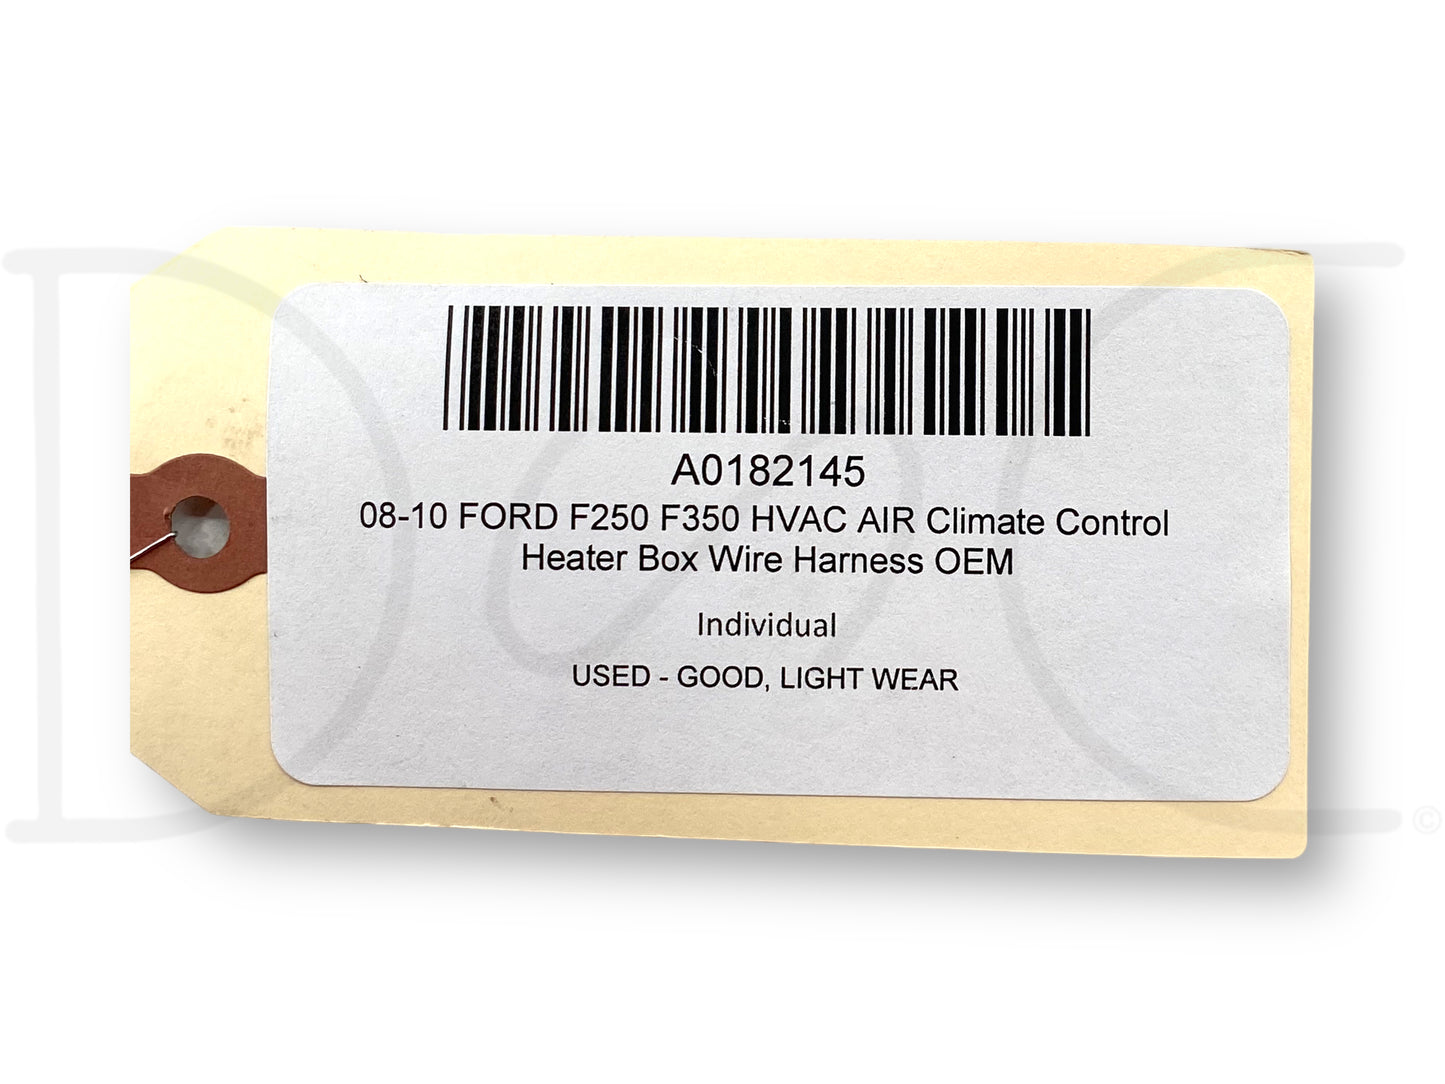 A0182145
08-10 FORD F250 F350 HVAC AIR Climate Control
Heater Box Wire Harness OEM
Individual
USED - GOOD, LIGHT WEAR
©